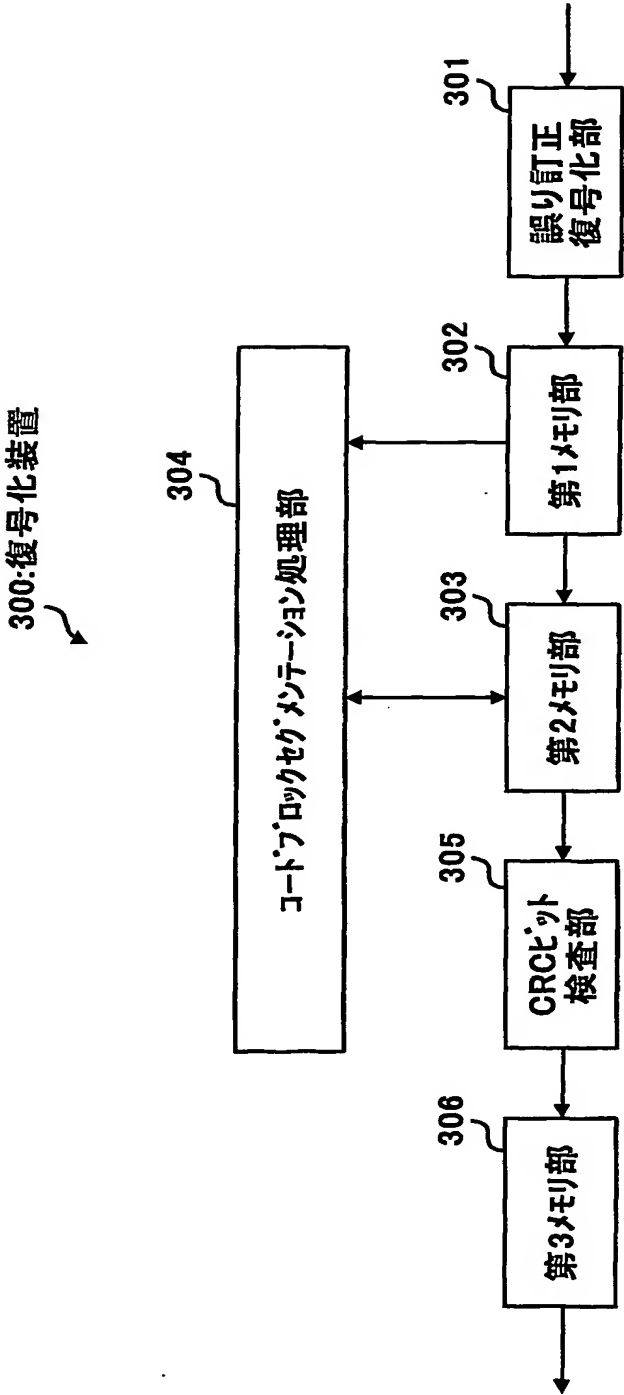 300:復号化装置
304
コードブロックセグメンテーション処理部
301
誤り訂正
復号化部
302
第1メモリ部
303
第2メモリ部
305
CRCビット
検査部
306
第3メモリ部